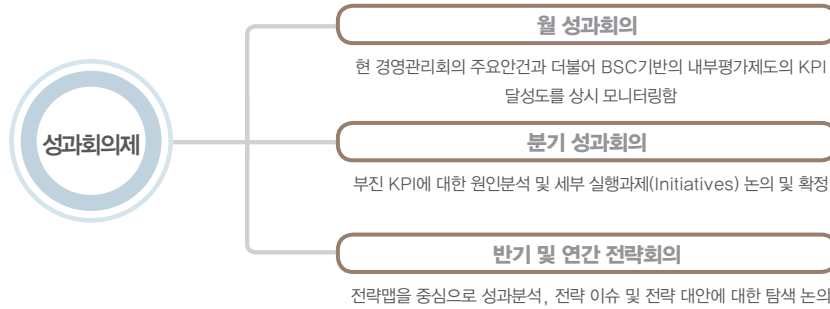 성과회의제
월 성과회의
현 경영관리회의 주요안건과 더불어 BSC기반의 내부평가제도의 KPI
달성도를 상시 모니터링함
분기 성과회의
부진 KPI에 대한 원인분석 및 세부 실행과제(Initiatives) 논의 및 확정
반기 및 연간 전략회의
전략맵을 중심으로 성과분석, 전략 이슈 및 전략 대안에 대한 탐색 논의